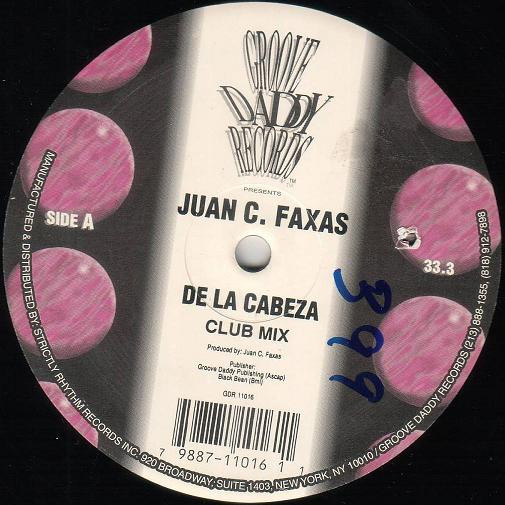 GROOVE
DADDY
RECORDS™
PRESENTS
JUAN C. FAXAS
SIDE A
33.3
DE LA CABEZA
CLUB MIX
Produced by: Juan C. Faxas
Publisher:
Groove Daddy Publishing (Ascap)
Black Bean (Bmi)
GDR 11016
7 9887-11016 1 1
399
MANUFACTURED & DISTRIBUTED BY: STRICTLY RHYTHM RECORDS INC. 920 BROADWAY, SUITE 1403, NEW YORK, NY 10010 / GROOVE DADDY RECORDS (213) 888-1355, (818) 912-7898